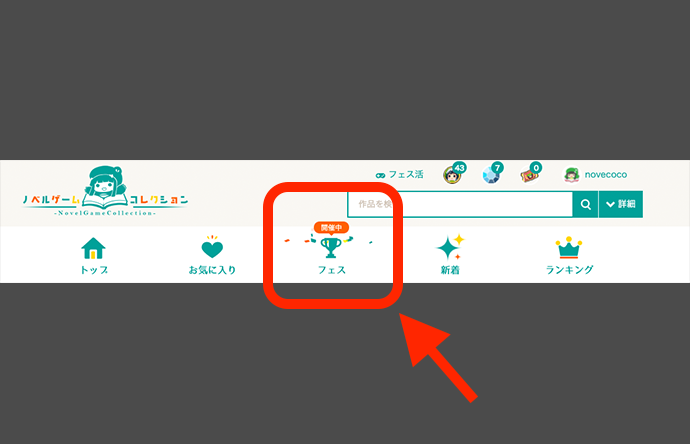 フェス活
43
7
0
novecoco
ノベルゲームコレクション
-NovelGameCollection-
作品を検
詳細
開催中
トップ
お気に入り
フェス
新着
ランキング